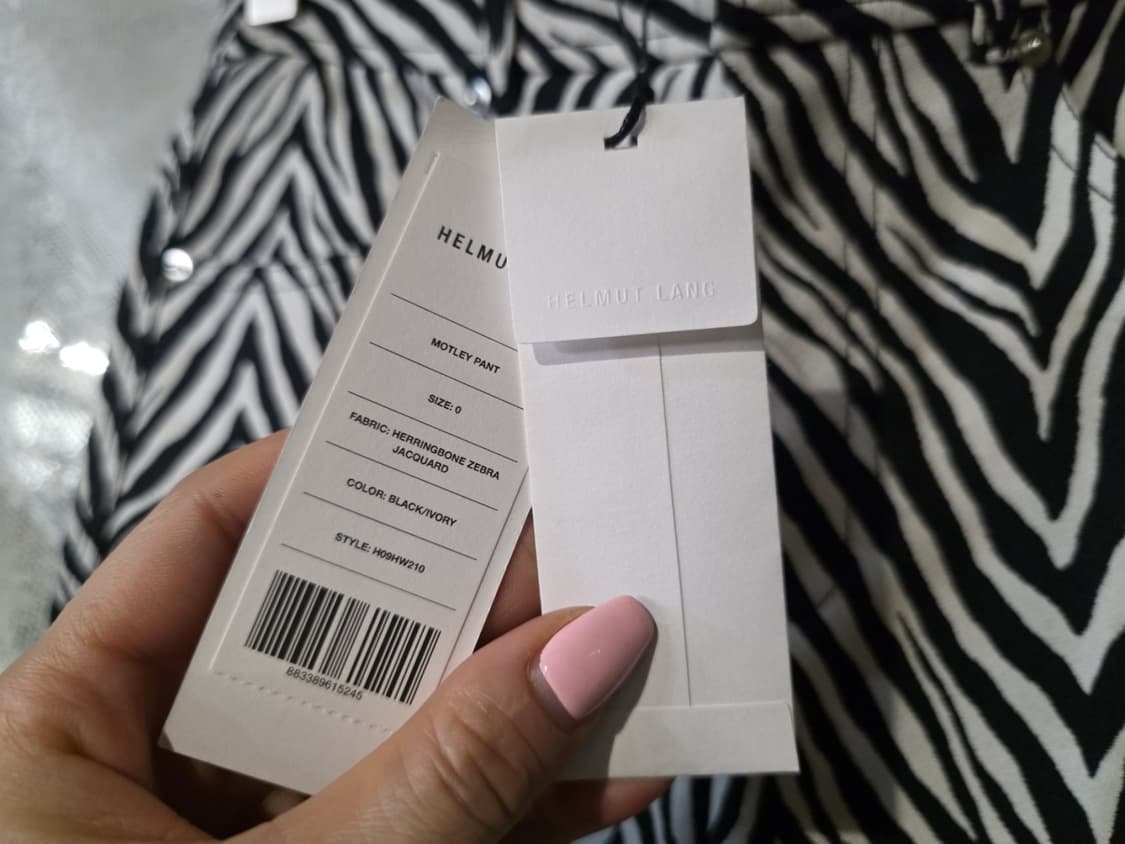 HELMU
MOTLEY PANT
SIZE: 0
FABRIC: HERRINGBONE ZEBRA
JACQUARD
COLOR: BLACK/IVORY
STYLE: H09HW210
883389615245
HELMUT LANG